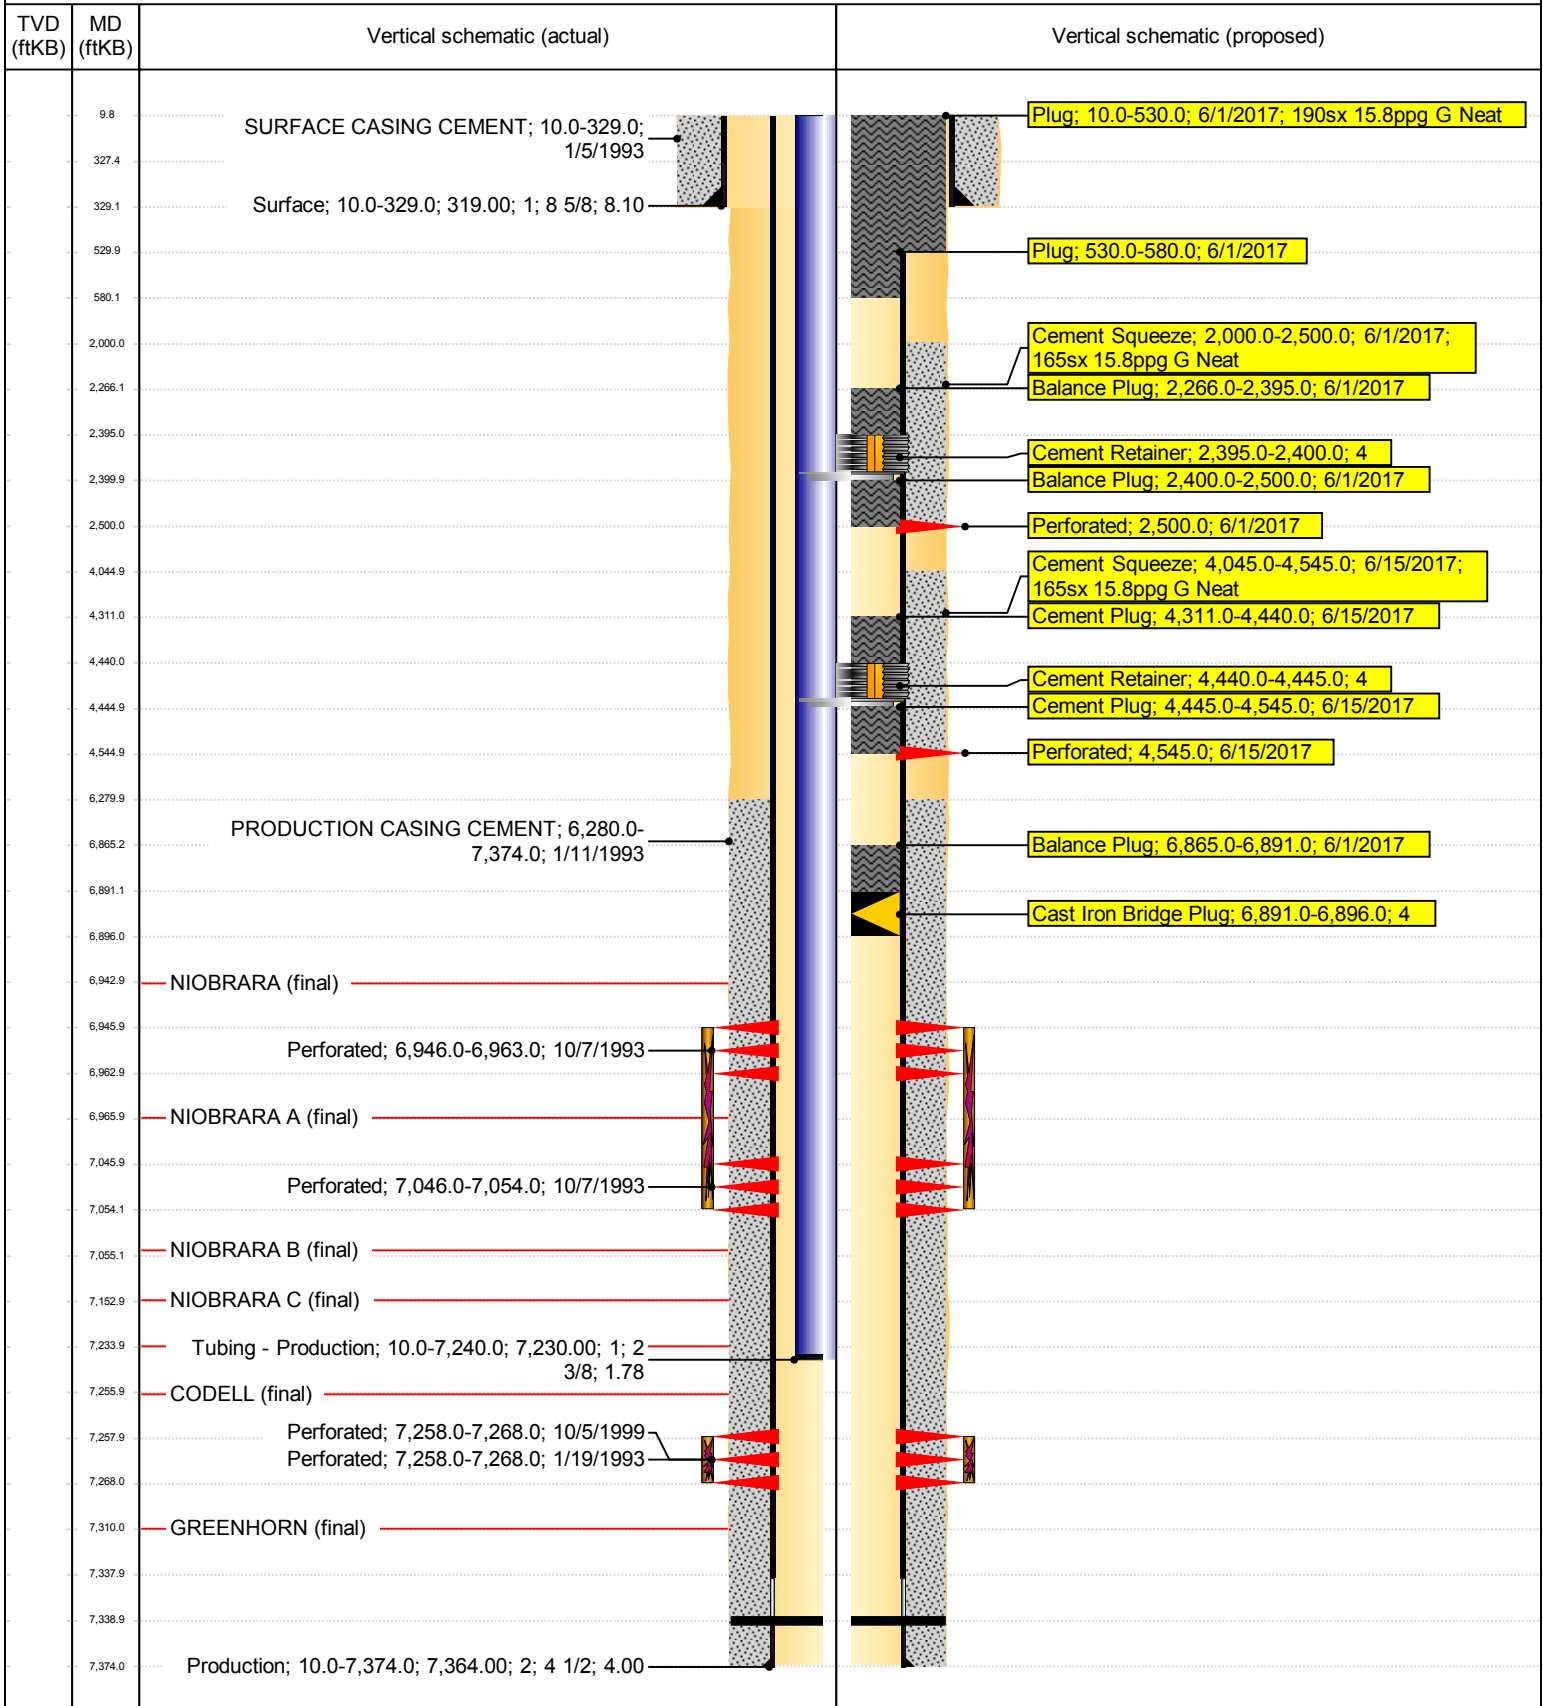 TVD
(ftKB)
MD
(ftKB)
Vertical schematic (actual)
Vertical schematic (proposed)
9.8
327.4
329.1
529.9
580.1
2,000.0
2,266.1
2,395.0
2,399.9
2,500.0
4,044.9
4,311.0
4,440.0
4,444.9
4,544.9
6,279.9
6,865.2
6,891.1
6,896.0
6,942.9
6,945.9
6,962.9
6,965.9
7,045.9
7,054.1
7,055.1
7,152.9
7,233.9
7,255.9
7,257.9
7,268.0
7,310.0
7,337.9
7,338.9
7,374.0
SURFACE CASING CEMENT; 10.0-329.0;
1/5/1993
Surface; 10.0-329.0; 319.00; 1; 8 5/8; 8.10
PRODUCTION CASING CEMENT; 6,280.0-
7,374.0; 1/11/1993
NIOBRARA (final)
Perforated; 6,946.0-6,963.0; 10/7/1993
NIOBRARA A (final)
Perforated; 7,046.0-7,054.0; 10/7/1993
NIOBRARA B (final)
NIOBRARA C (final)
Tubing - Production; 10.0-7,240.0; 7,230.00; 1; 2
3/8; 1.78
CODELL (final)
Perforated; 7,258.0-7,268.0; 10/5/1999
Perforated; 7,258.0-7,268.0; 1/19/1993
GREENHORN (final)
Production; 10.0-7,374.0; 7,364.00; 2; 4 1/2; 4.00
Plug; 10.0-530.0; 6/1/2017; 190sx 15.8ppg G Neat
Plug; 530.0-580.0; 6/1/2017
Cement Squeeze; 2,000.0-2,500.0; 6/1/2017;
165sx 15.8ppg G Neat
Balance Plug; 2,266.0-2,395.0; 6/1/2017
Cement Retainer; 2,395.0-2,400.0; 4
Balance Plug; 2,400.0-2,500.0; 6/1/2017
Perforated; 2,500.0; 6/1/2017
Cement Squeeze; 4,045.0-4,545.0; 6/15/2017;
165sx 15.8ppg G Neat
Cement Plug; 4,311.0-4,440.0; 6/15/2017
Cement Retainer; 4,440.0-4,445.0; 4
Cement Plug; 4,445.0-4,545.0; 6/15/2017
Perforated; 4,545.0; 6/15/2017
Balance Plug; 6,865.0-6,891.0; 6/1/2017
Cast Iron Bridge Plug; 6,891.0-6,896.0; 4